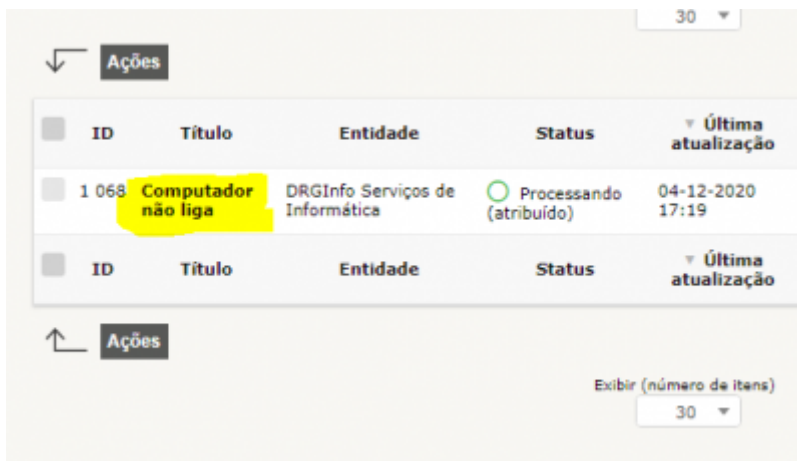 30
Ações
ID Título Entidade Status Última atualização
1 068 Computador não liga DRGInfo Serviços de Informática Processando (atribuído) 04-12-2020 17:19
ID Título Entidade Status Última atualização
Ações
Exibir (número de itens)
30